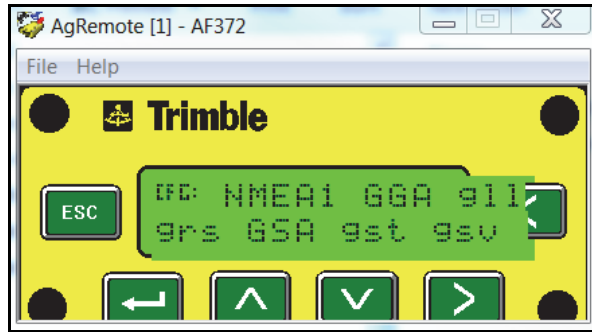 AgRemote [1] - AF372
File Help
Trimble
ESC
NMEA1 GGA gll
grs GSA gst gsv